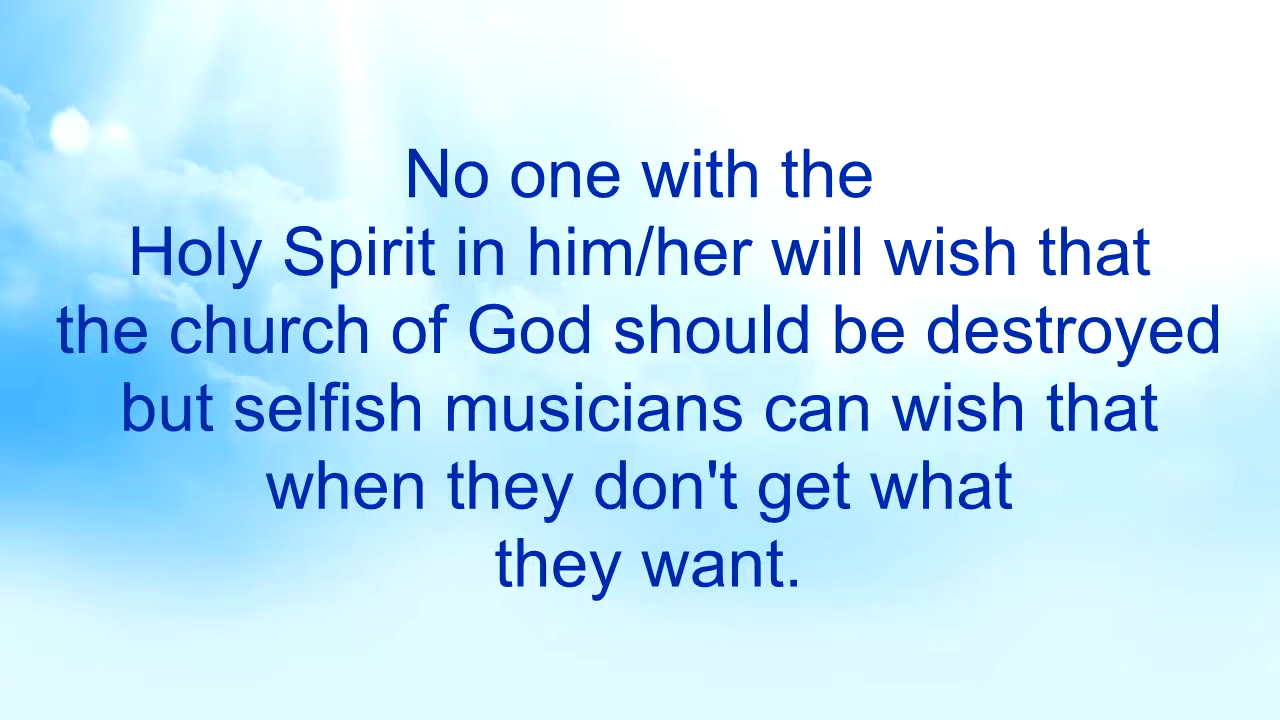 No one with the
Holy Spirit in him/her will wish that
the church of God should be destroyed
but selfish musicians can wish that
when they don't get what
they want.